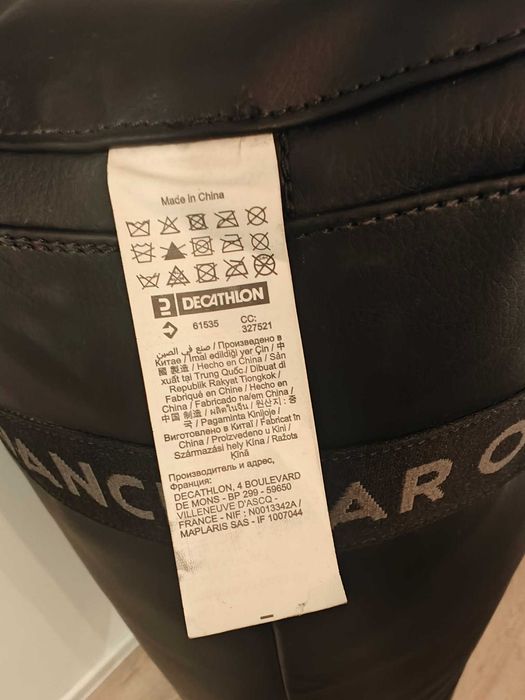 Made in China
DECATHLON
61535
CC:
327521
صنع في الصين / Произведено в
Китае / İmal edildiği yer Çin / 中
國 製造 / Hecho en China / Sản
xuất tại Trung Quốc / Dibuat di
Republik Rakyat Tiongkok /
Fabriqué en Chine / Hecho en
China / Fabricado na/em China /
中国 制造 / ผลิตในจีน / 원산지 : 중
국 / Pagaminta Kinijoje /
Виготовлено в Китаї / Fabricat în
China / Proizvedeno u Kini /
Származási hely Kína / Ražots
Ķīnā
Производитель и адрес,
Франция:
DECATHLON, 4 BOULEVARD
DE MONS - BP 299 - 59650
VILLENEUVE D'ASCQ -
FRANCE - NIF : N0013342A /
MAPLARIS SAS - IF 1007044
ANC
AR O